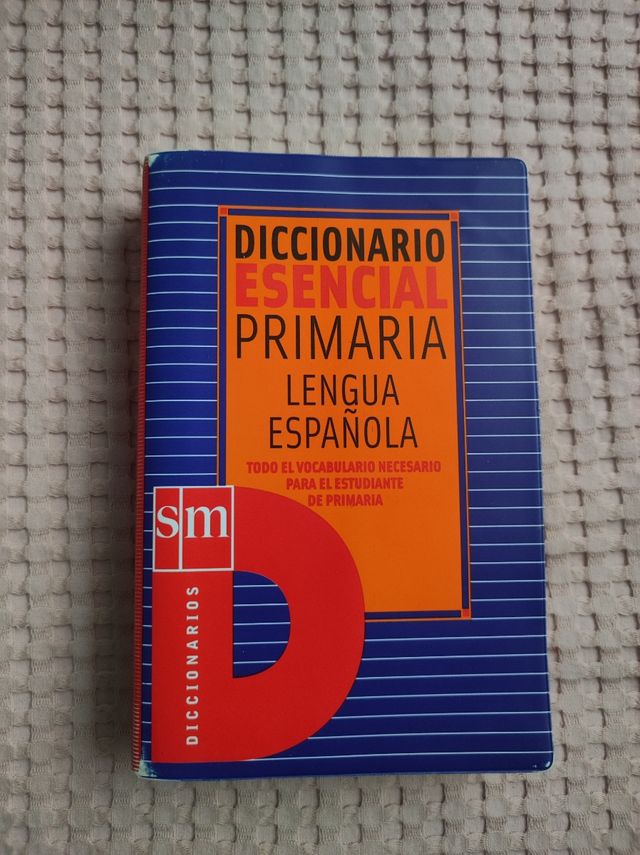 DICCIONARIO
ESENCIAL
PRIMARIA
LENGUA
ESPAÑOLA
TODO EL VOCABULARIO NECESARIO
PARA EL ESTUDIANTE
DE PRIMARIA
sm
DICCIONARIOS